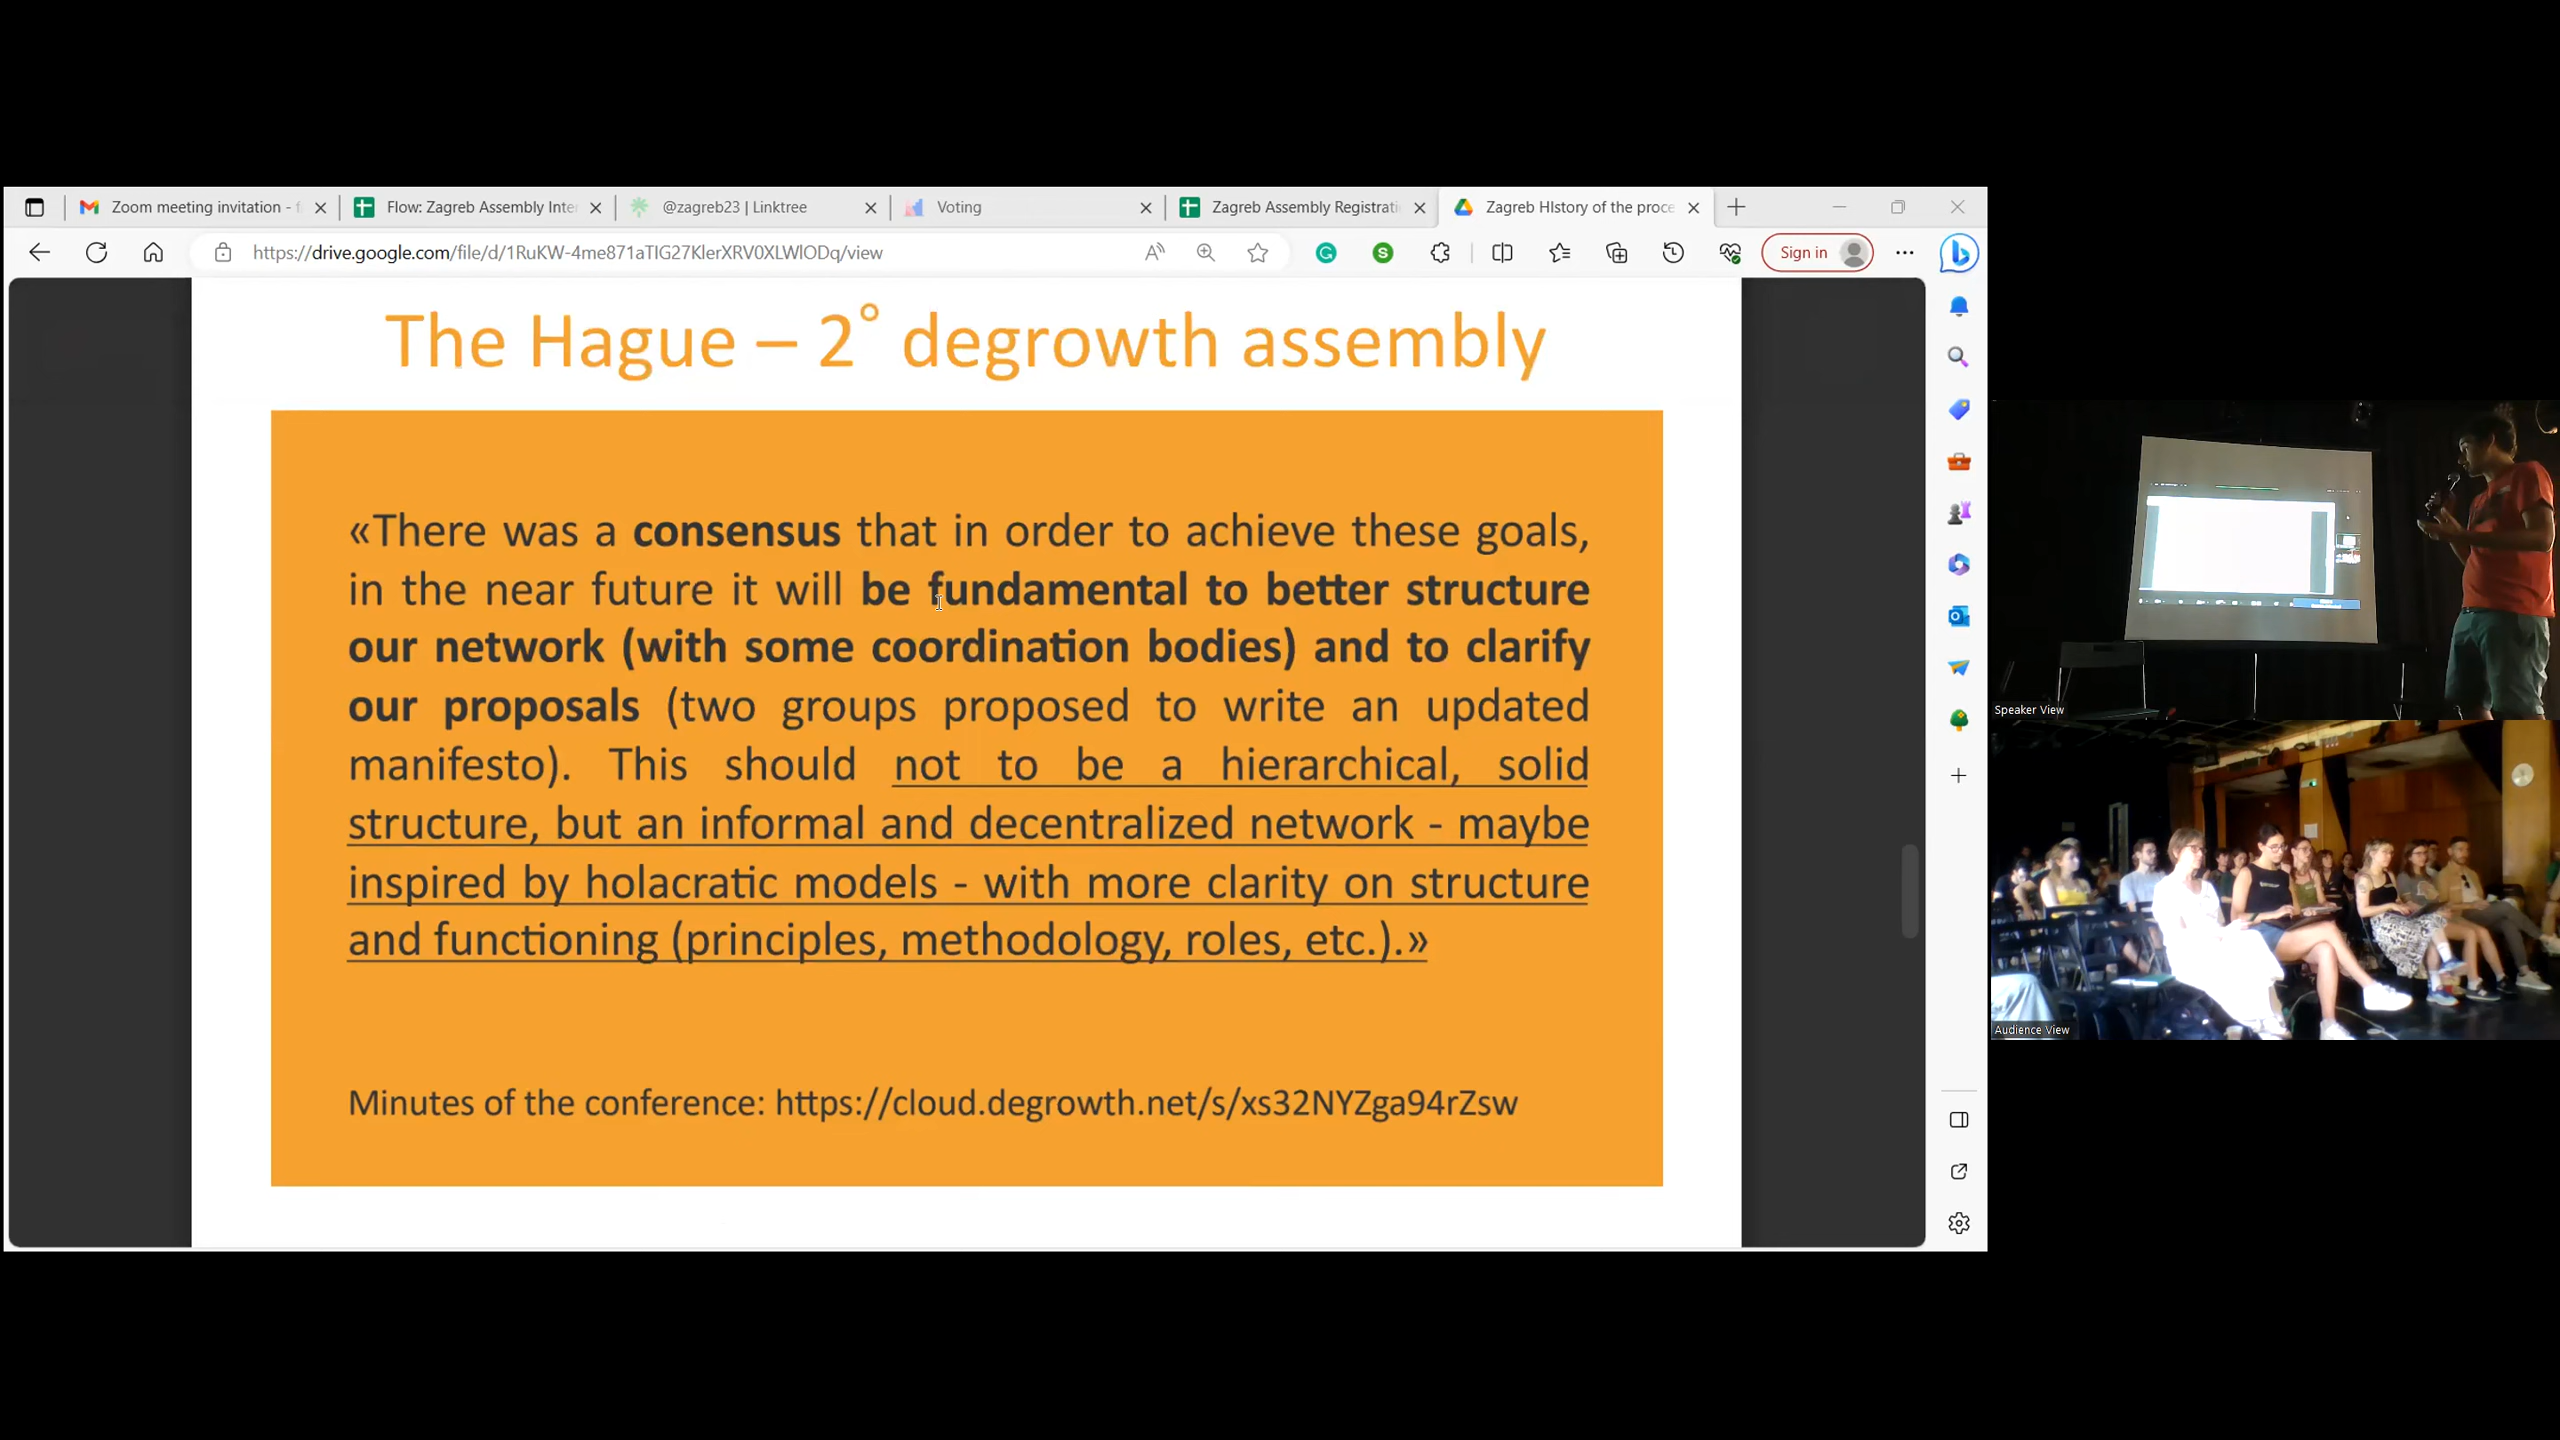 Zoom meeting invitation - f
Flow: Zagreb Assembly Inte
@zagreb23 | Linktree
Voting
Zagreb Assembly Registrati
Zagreb HIstory of the proce
https://drive.google.com/file/d/1RuKW-4me871aTIG27KlerXRV0XLWlODq/view
Sign in
The Hague – 2° degrowth assembly
«There was a consensus that in order to achieve these goals,
in the near future it will be fundamental to better structure
our network (with some coordination bodies) and to clarify
our proposals (two groups proposed to write an updated
manifesto). This should not to be a hierarchical, solid
structure, but an informal and decentralized network - maybe
inspired by holacratic models - with more clarity on structure
and functioning (principles, methodology, roles, etc.).»
Minutes of the conference: https://cloud.degrowth.net/s/xs32NYZga94rZsw
Speaker View
Audience View